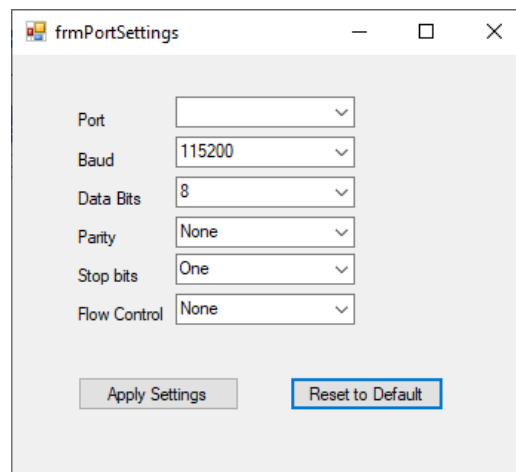 frmPortSettings
Port
Baud 115200
Data Bits 8
Parity None
Stop bits One
Flow Control None
Apply Settings Reset to Default